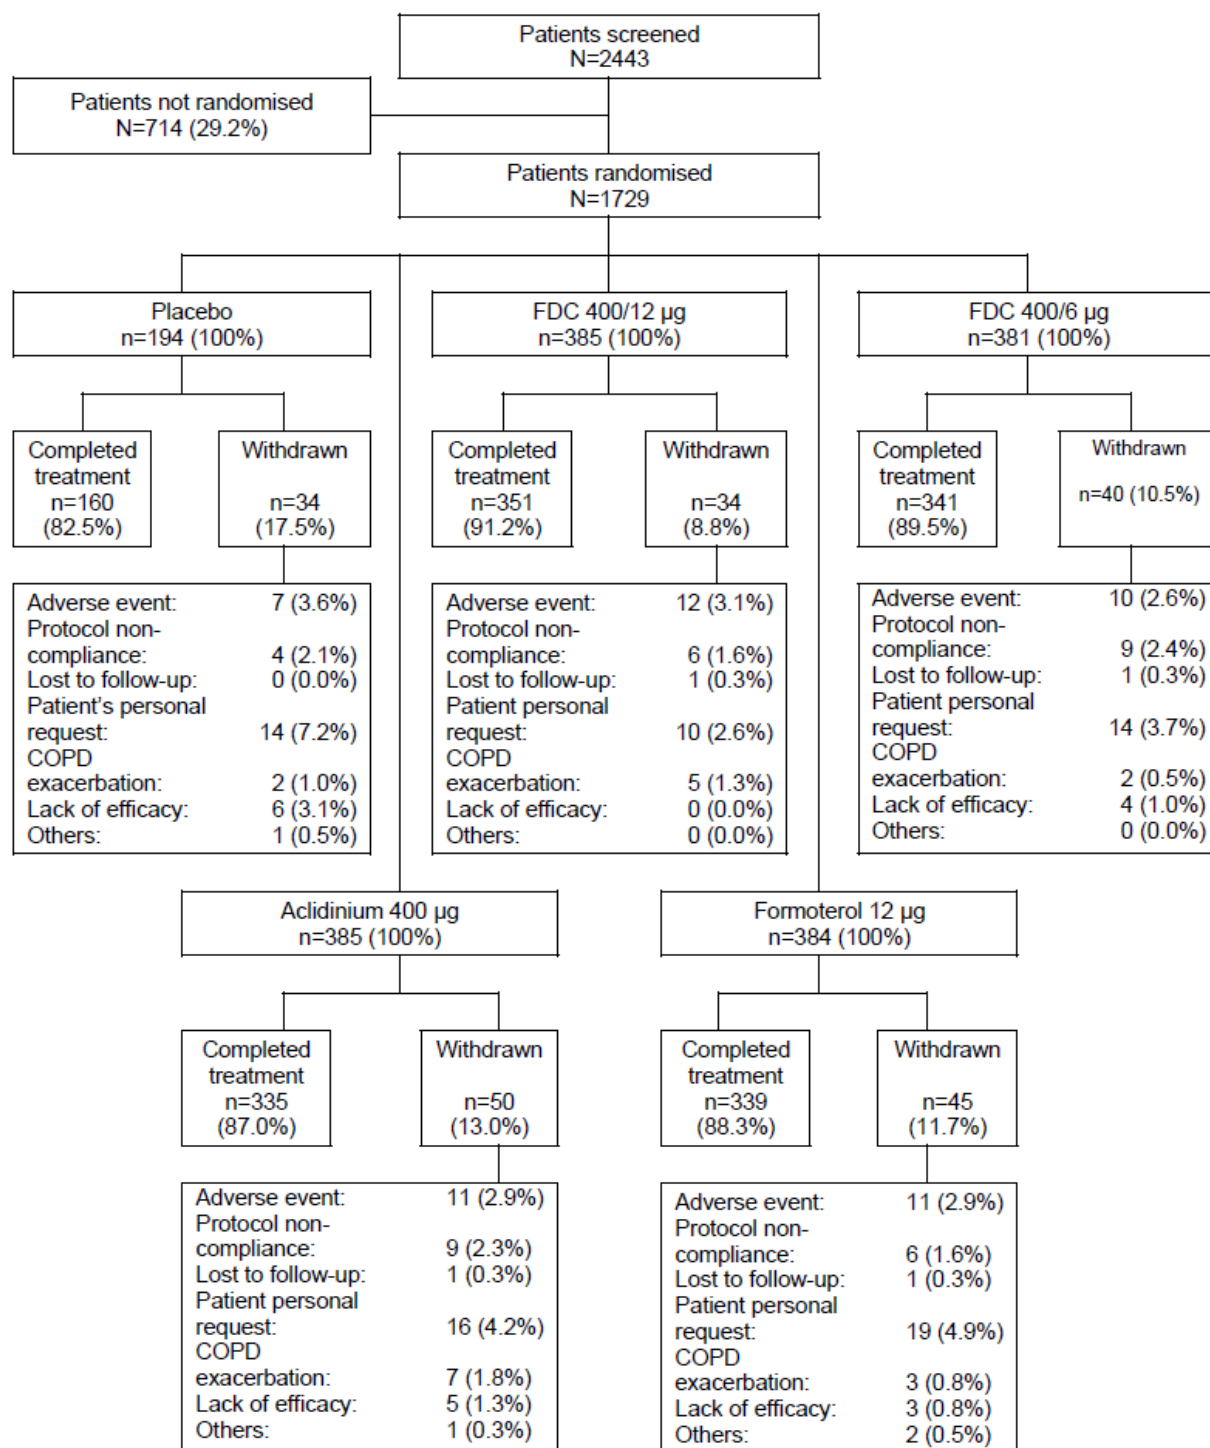 Patients screened
N=2443
Patients not randomised
N=714 (29.2%)
Patients randomised
N=1729
Placebo
n=194 (100%)
FDC 400/12 µg
n=385 (100%)
FDC 400/6 µg
n=381 (100%)
Completed
treatment
n=160
(82.5%)
Withdrawn
n=34
(17.5%)
Completed
treatment
n=351
(91.2%)
Withdrawn
n=34
(8.8%)
Completed
treatment
n=341
(89.5%)
Withdrawn
n=40 (10.5%)
Adverse event: 7 (3.6%)
Protocol non-
compliance: 4 (2.1%)
Lost to follow-up: 0 (0.0%)
Patient's personal
request: 14 (7.2%)
COPD
exacerbation: 2 (1.0%)
Lack of efficacy: 6 (3.1%)
Others: 1 (0.5%)
Adverse event: 12 (3.1%)
Protocol non-
compliance: 6 (1.6%)
Lost to follow-up: 1 (0.3%)
Patient personal
request: 10 (2.6%)
COPD
exacerbation: 5 (1.3%)
Lack of efficacy: 0 (0.0%)
Others: 0 (0.0%)
Adverse event: 10 (2.6%)
Protocol non-
compliance: 9 (2.4%)
Lost to follow-up: 1 (0.3%)
Patient personal
request: 14 (3.7%)
COPD
exacerbation: 2 (0.5%)
Lack of efficacy: 4 (1.0%)
Others: 0 (0.0%)
Aclidinium 400 µg
n=385 (100%)
Formoterol 12 µg
n=384 (100%)
Completed
treatment
n=335
(87.0%)
Withdrawn
n=50
(13.0%)
Completed
treatment
n=339
(88.3%)
Withdrawn
n=45
(11.7%)
Adverse event: 11 (2.9%)
Protocol non-
compliance: 9 (2.3%)
Lost to follow-up: 1 (0.3%)
Patient personal
request: 16 (4.2%)
COPD
exacerbation: 7 (1.8%)
Lack of efficacy: 5 (1.3%)
Others: 1 (0.3%)
Adverse event: 11 (2.9%)
Protocol non-
compliance: 6 (1.6%)
Lost to follow-up: 1 (0.3%)
Patient personal
request: 19 (4.9%)
COPD
exacerbation: 3 (0.8%)
Lack of efficacy: 3 (0.8%)
Others: 2 (0.5%)